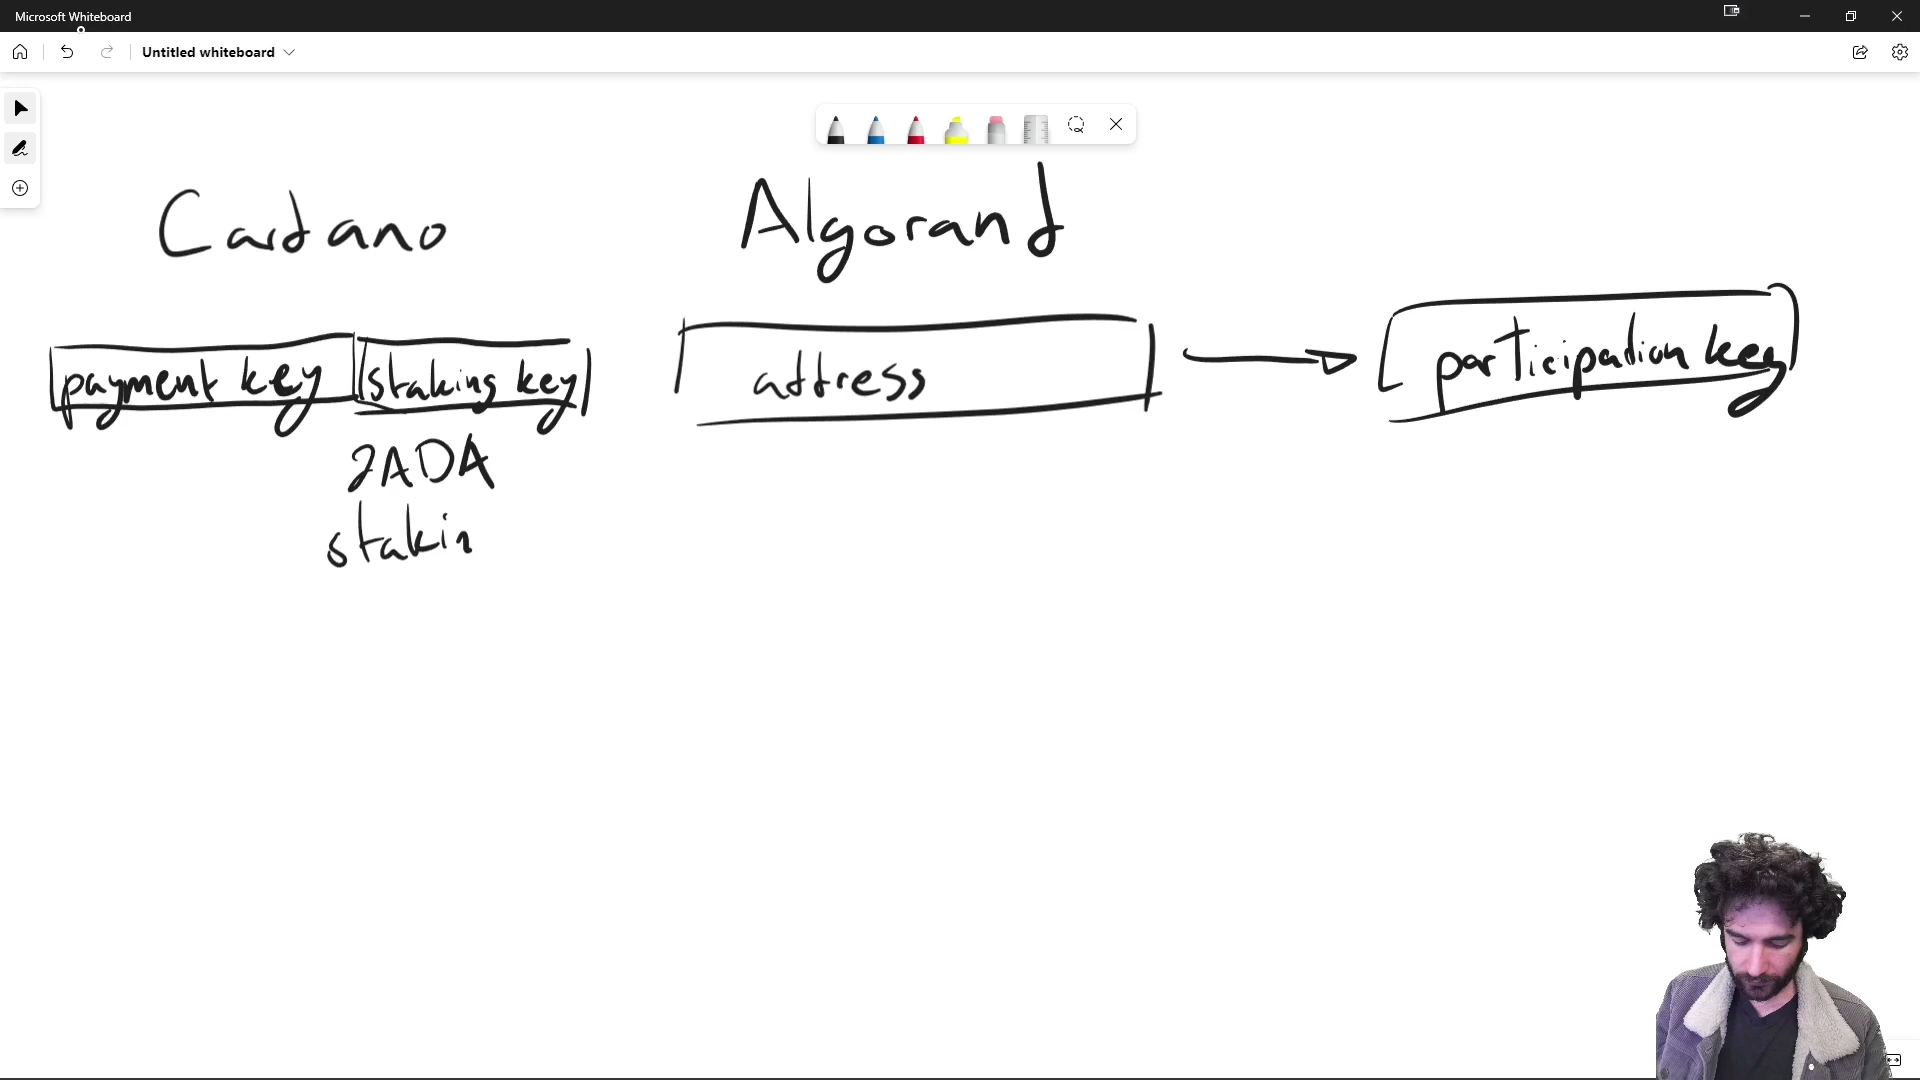 Microsoft Whiteboard
Untitled whiteboard
Cardano
Algorand
payment key
staking key
address
participation key
2ADA
stakin